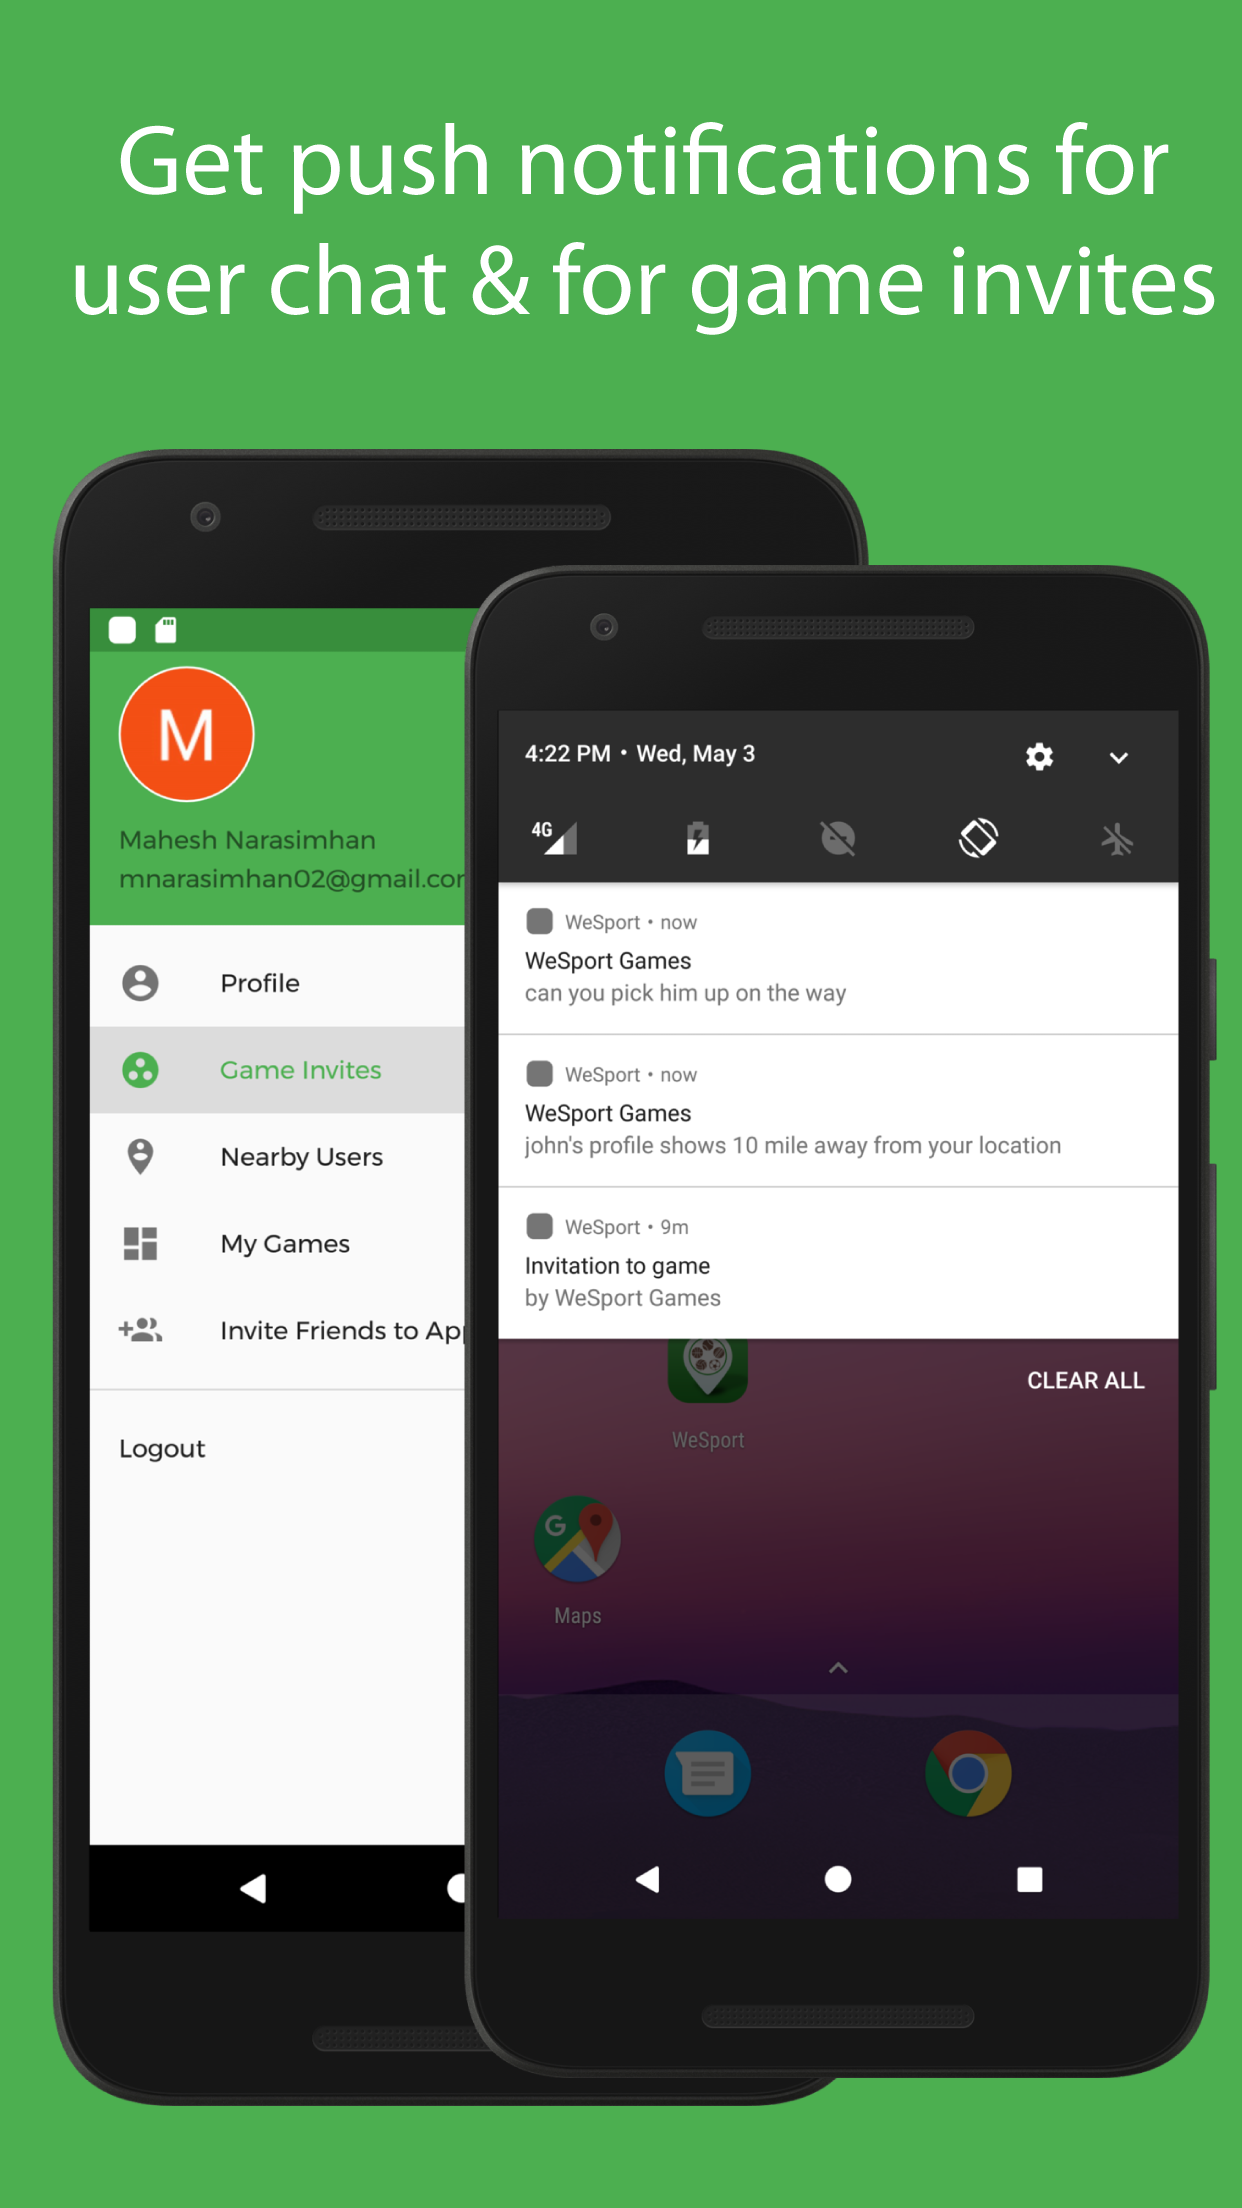 Get push notifications for
user chat & for game invites
M
Mahesh Narasimhan
mnarasimhan02@gmail.com
Profile
Game Invites
Nearby Users
My Games
Invite Friends to App
Logout
4:22 PM • Wed, May 3
4G
WeSport • now
WeSport Games
can you pick him up on the way
WeSport • now
WeSport Games
john's profile shows 10 mile away from your location
WeSport • 9m
Invitation to game
by WeSport Games
CLEAR ALL
WeSport
G
Maps